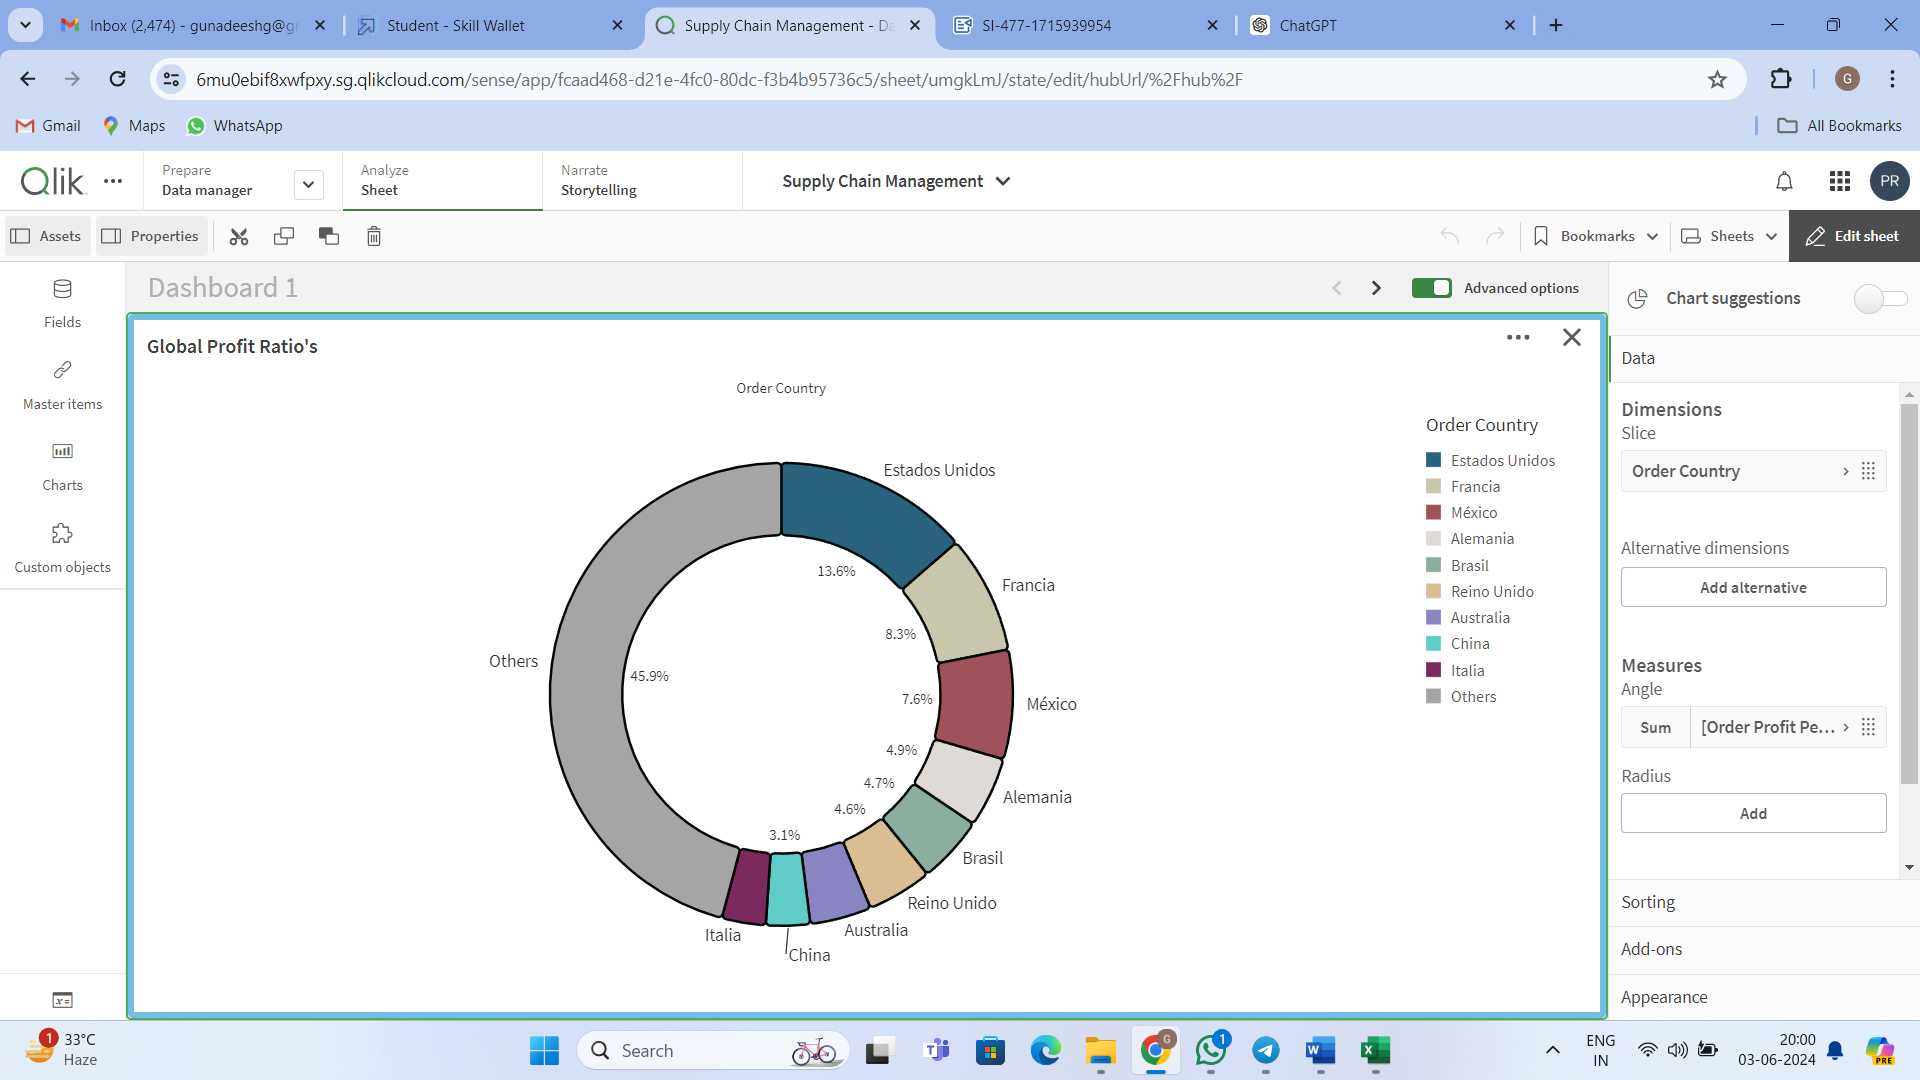 Inbox (2,474) - gunadeeshg@g
Student - Skill Wallet
Supply Chain Management - Da
SI-477-1715939954
ChatGPT
6mu0ebif8xwfpxy.sg.qlikcloud.com/sense/app/fcaad468-d21e-4fc0-80dc-f3b4b95736c5/sheet/umgkLmJ/state/edit/hubUrl/%2Fhub%2F
G
Gmail
Maps
WhatsApp
All Bookmarks
Qlik
Prepare
Data manager
Analyze
Sheet
Narrate
Storytelling
Supply Chain Management
PR
Assets
Properties
Bookmarks
Sheets
Edit sheet
Fields
Master items
Charts
Custom objects
Dashboard 1
Advanced options
Global Profit Ratio's
Order Country
Estados Unidos
13.6%
Francia
8.3%
México
7.6%
Alemania
4.9%
Brasil
4.7%
Reino Unido
4.6%
Australia
China
3.1%
Italia
Others
45.9%
Order Country
Estados Unidos
Francia
México
Alemania
Brasil
Reino Unido
Australia
China
Italia
Others
Chart suggestions
Data
Dimensions
Slice
Order Country
Alternative dimensions
Add alternative
Measures
Angle
Sum
[Order Profit Pe...
Radius
Add
Sorting
Add-ons
Appearance
1
33°C
Haze
Search
G
1
ENG
IN
20:00
03-06-2024
PRE